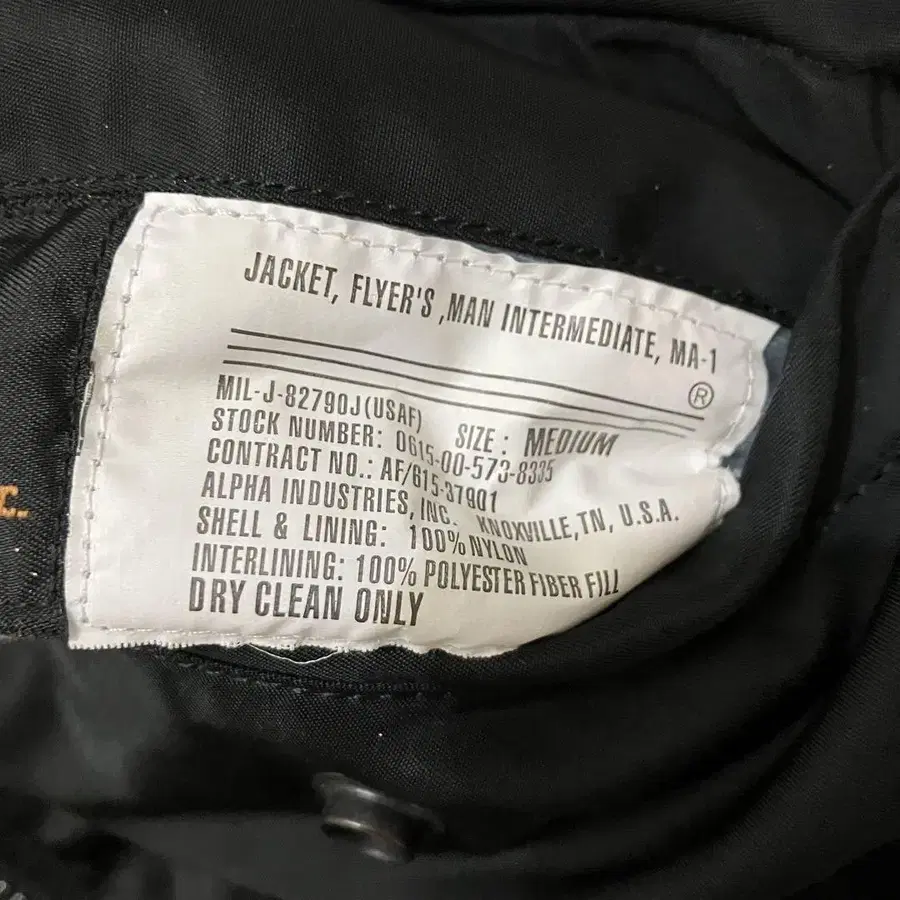 JACKET, FLYER'S ,MAN INTERMEDIATE, MA-1
®
MIL-J-82790J(USAF)
SIZE : MEDIUM
STOCK NUMBER: 0615-00-573-8335
CONTRACT NO.: AF/615-37901
ALPHA INDUSTRIES, INC. KNOXVILLE, TN, U.S.A.
SHELL & LINING: 100% NYLON
INTERLINING: 100% POLYESTER FIBER FILL
DRY CLEAN ONLY